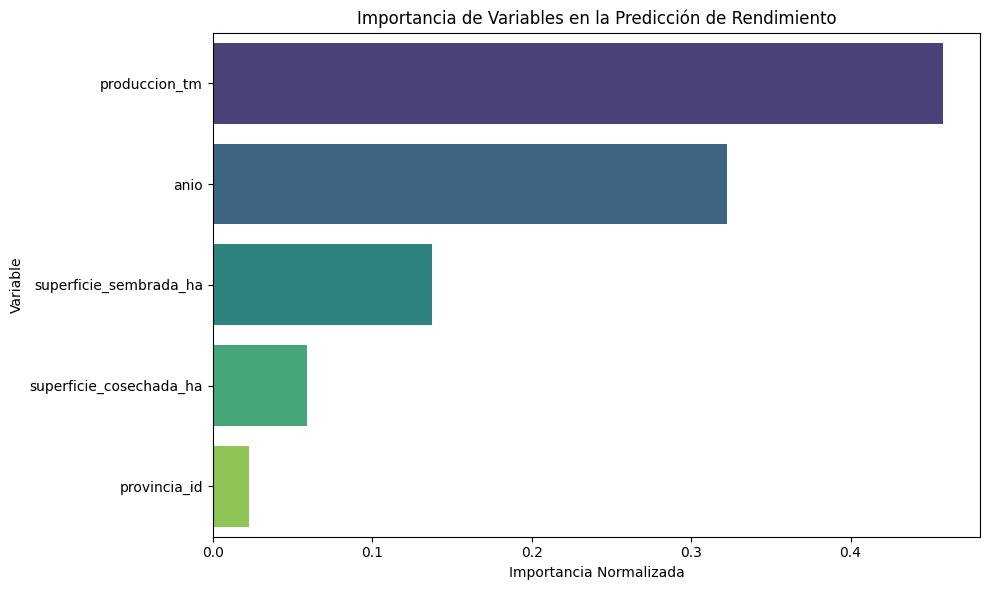 Importancia de Variables en la Predicción de Rendimiento
Variable
produccion_tm
anio
superficie_sembrada_ha
superficie_cosechada_ha
provincia_id
0.0 0.1 0.2 0.3 0.4
Importancia Normalizada